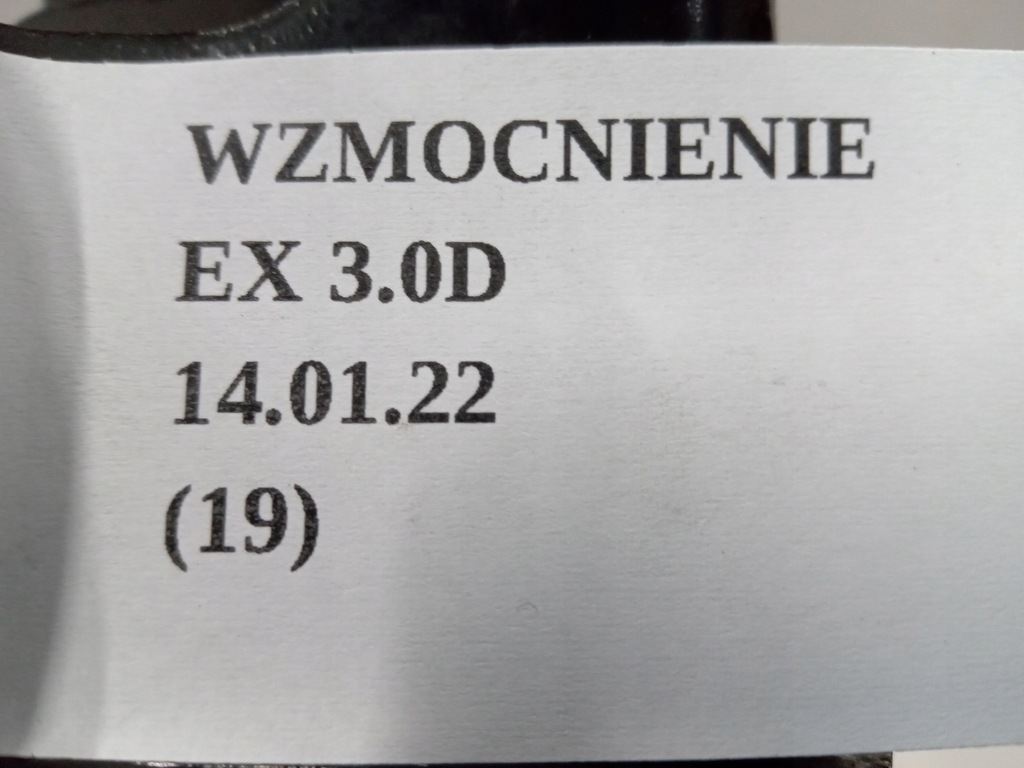 WZMOCNIENIE
EX 3.0D
14.01.22
(19)